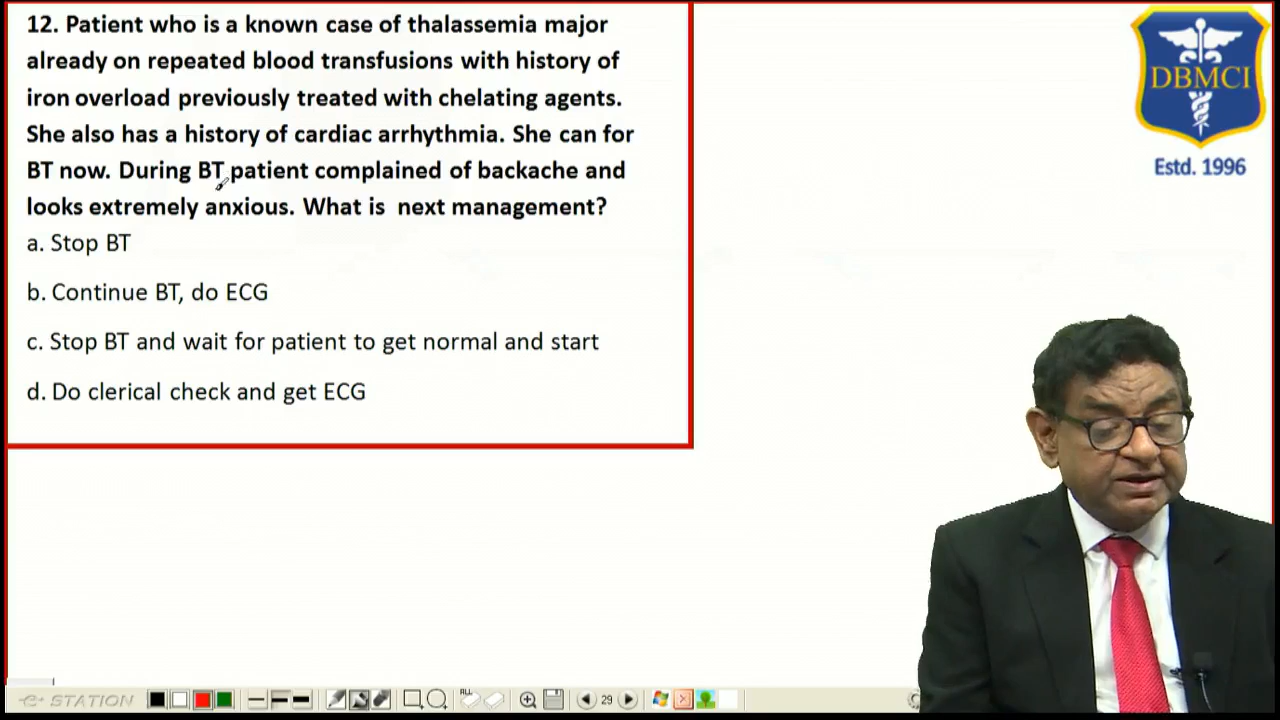 12. Patient who is a known case of thalassemia major
already on repeated blood transfusions with history of
iron overload previously treated with chelating agents.
She also has a history of cardiac arrhythmia. She can for
BT now. During BT patient complained of backache and
looks extremely anxious. What is next management?
a. Stop BT
b. Continue BT, do ECG
c. Stop BT and wait for patient to get normal and start
d. Do clerical check and get ECG
DBMCI
Estd. 1996
e-STATION
ALL
29